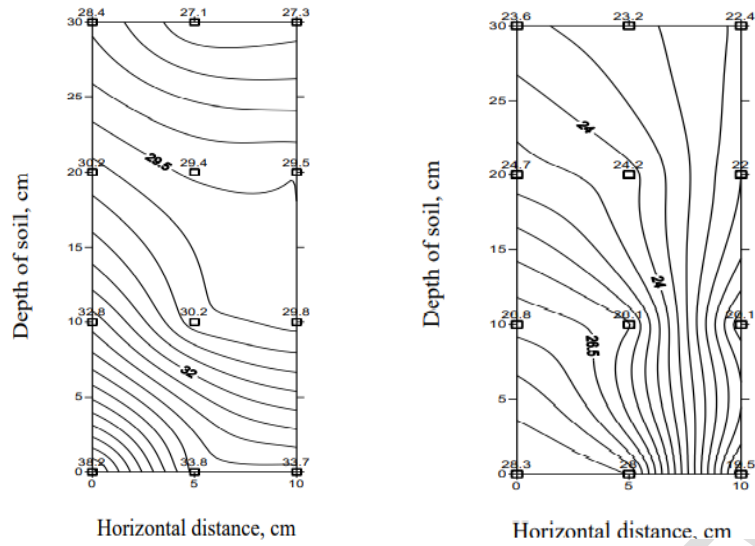 28.4 27.1 27.3
30
25
29.5
30.2 29.4 29.5
20
15
32.8 30.2 29.8
10
32
5
38.2 33.8 33.7
0
0 5 10
Depth of soil, cm
Horizontal distance, cm
23.6 23.2 22.4
30
25
24
24.7 24.2 22
20
15
24
26.8 26.1 20.1
10
26.5
5
28.3 28 19.5
0
0 5 10
Depth of soil, cm
Horizontal distance, cm